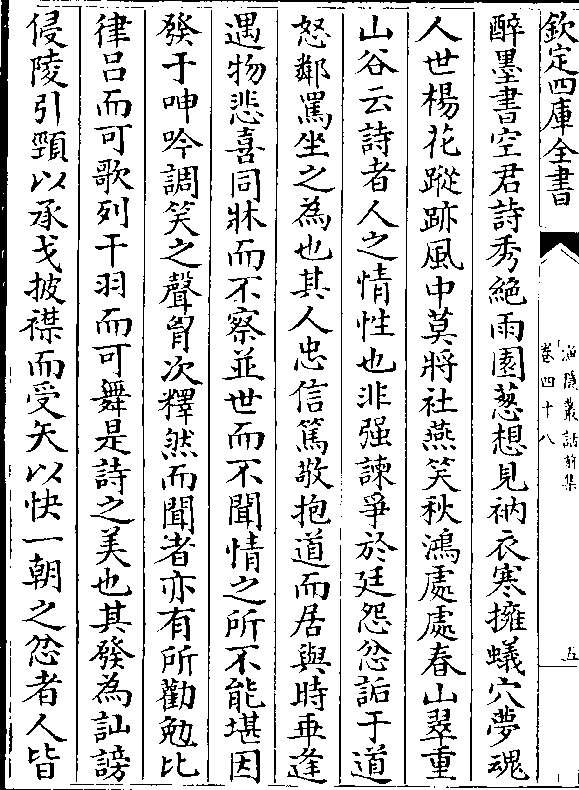 欽定四庫全書
漁隱叢話前集
卷四十八
五
醉墨書空君詩秀絶雨園葱想見衲衣寒擁蟻穴夢魂
人世楊花蹤跡風中莫將社燕笑秋鴻處處春山翠重
山谷云詩者人之情性也非强諫爭於廷怨忿詬于道
怒鄰罵坐之為也其人忠信篤敬抱道而居與時乖逢
遇物悲喜同牀而不察並世而不聞情之所不能堪因
發于呻吟調笑之聲胷次釋然而聞者亦有所勸勉比
律吕而可歌列干羽而可舞是詩之美也其發為訕謗
侵陵引頸以承戈披襟而受矢以快一朝之忿者人皆